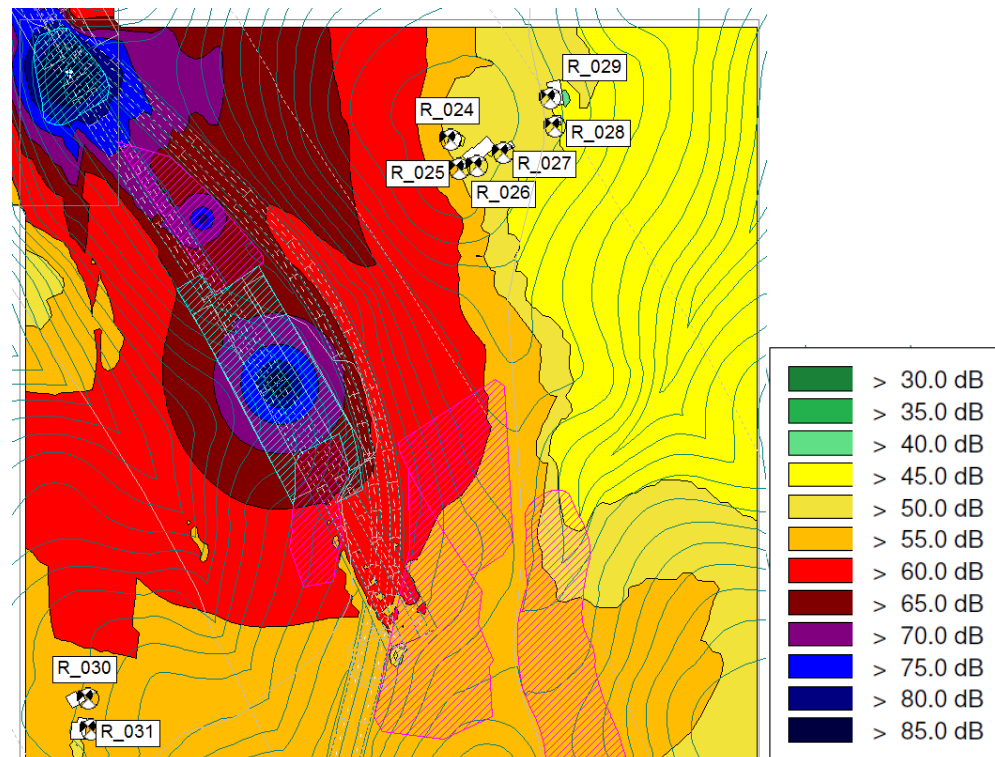 R_029
R_024
R_028
R_027
R_025
R_026
R_030
R_031
> 30.0 dB
> 35.0 dB
> 40.0 dB
> 45.0 dB
> 50.0 dB
> 55.0 dB
> 60.0 dB
> 65.0 dB
> 70.0 dB
> 75.0 dB
> 80.0 dB
> 85.0 dB